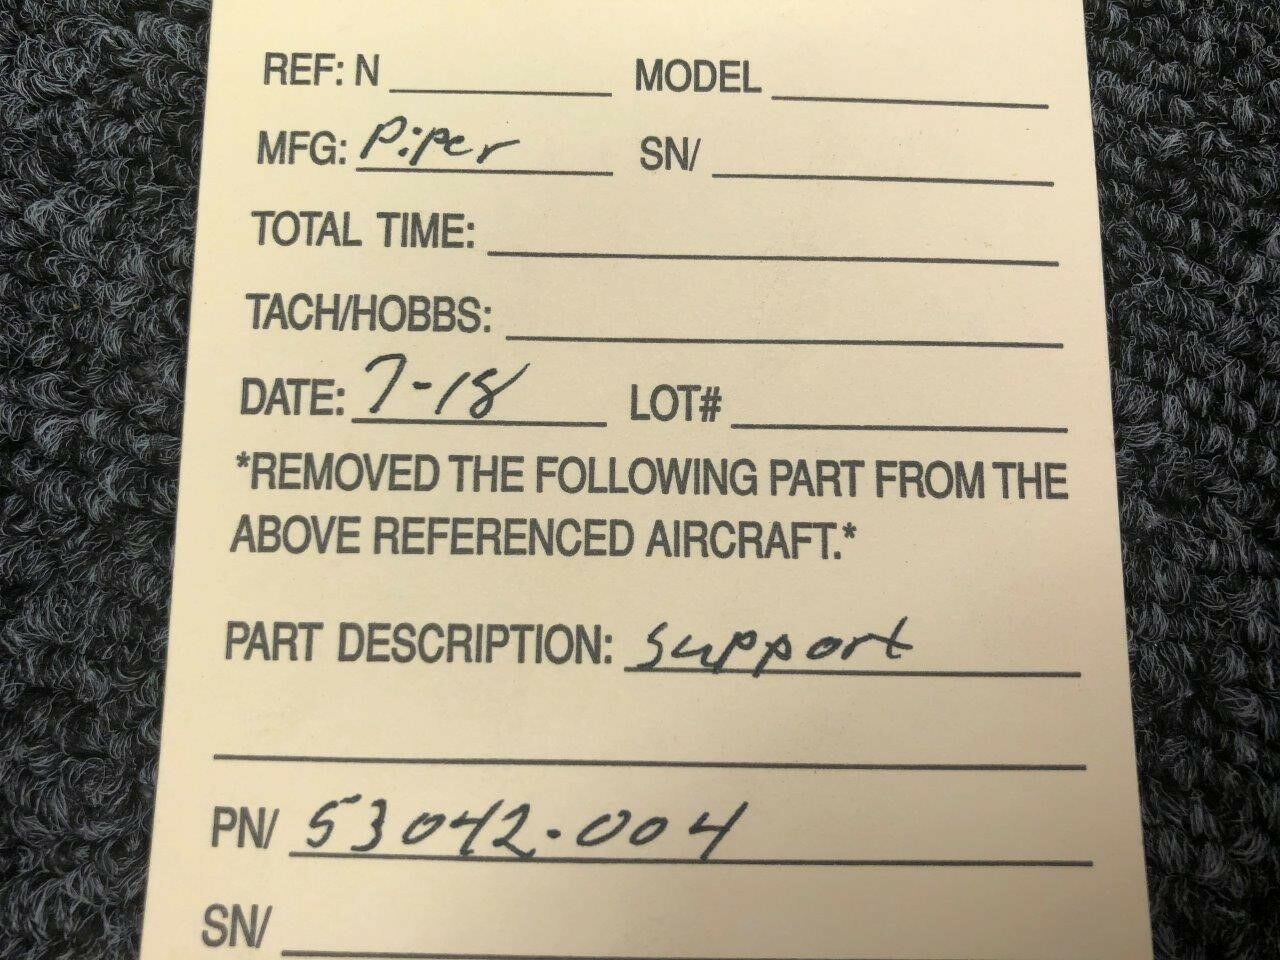 REF: N MODEL
MFG: Piper SN/
TOTAL TIME:
TACH/HOBBS:
DATE: 7-18 LOT#
*REMOVED THE FOLLOWING PART FROM THE
ABOVE REFERENCED AIRCRAFT.*
PART DESCRIPTION: Support
PN/ 53042-004
SN/